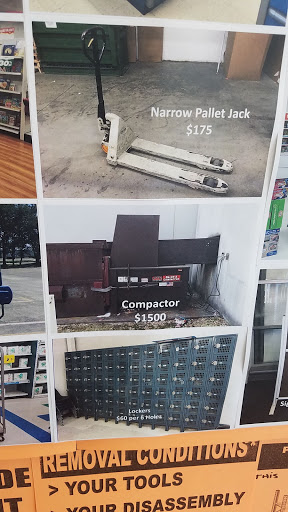 Narrow Pallet Jack
$175
Compactor
$1500
Lockers
$60 per 6 Holes
REMOVAL CONDITIONS*
> YOUR TOOLS
> YOUR DISASSEMBLY